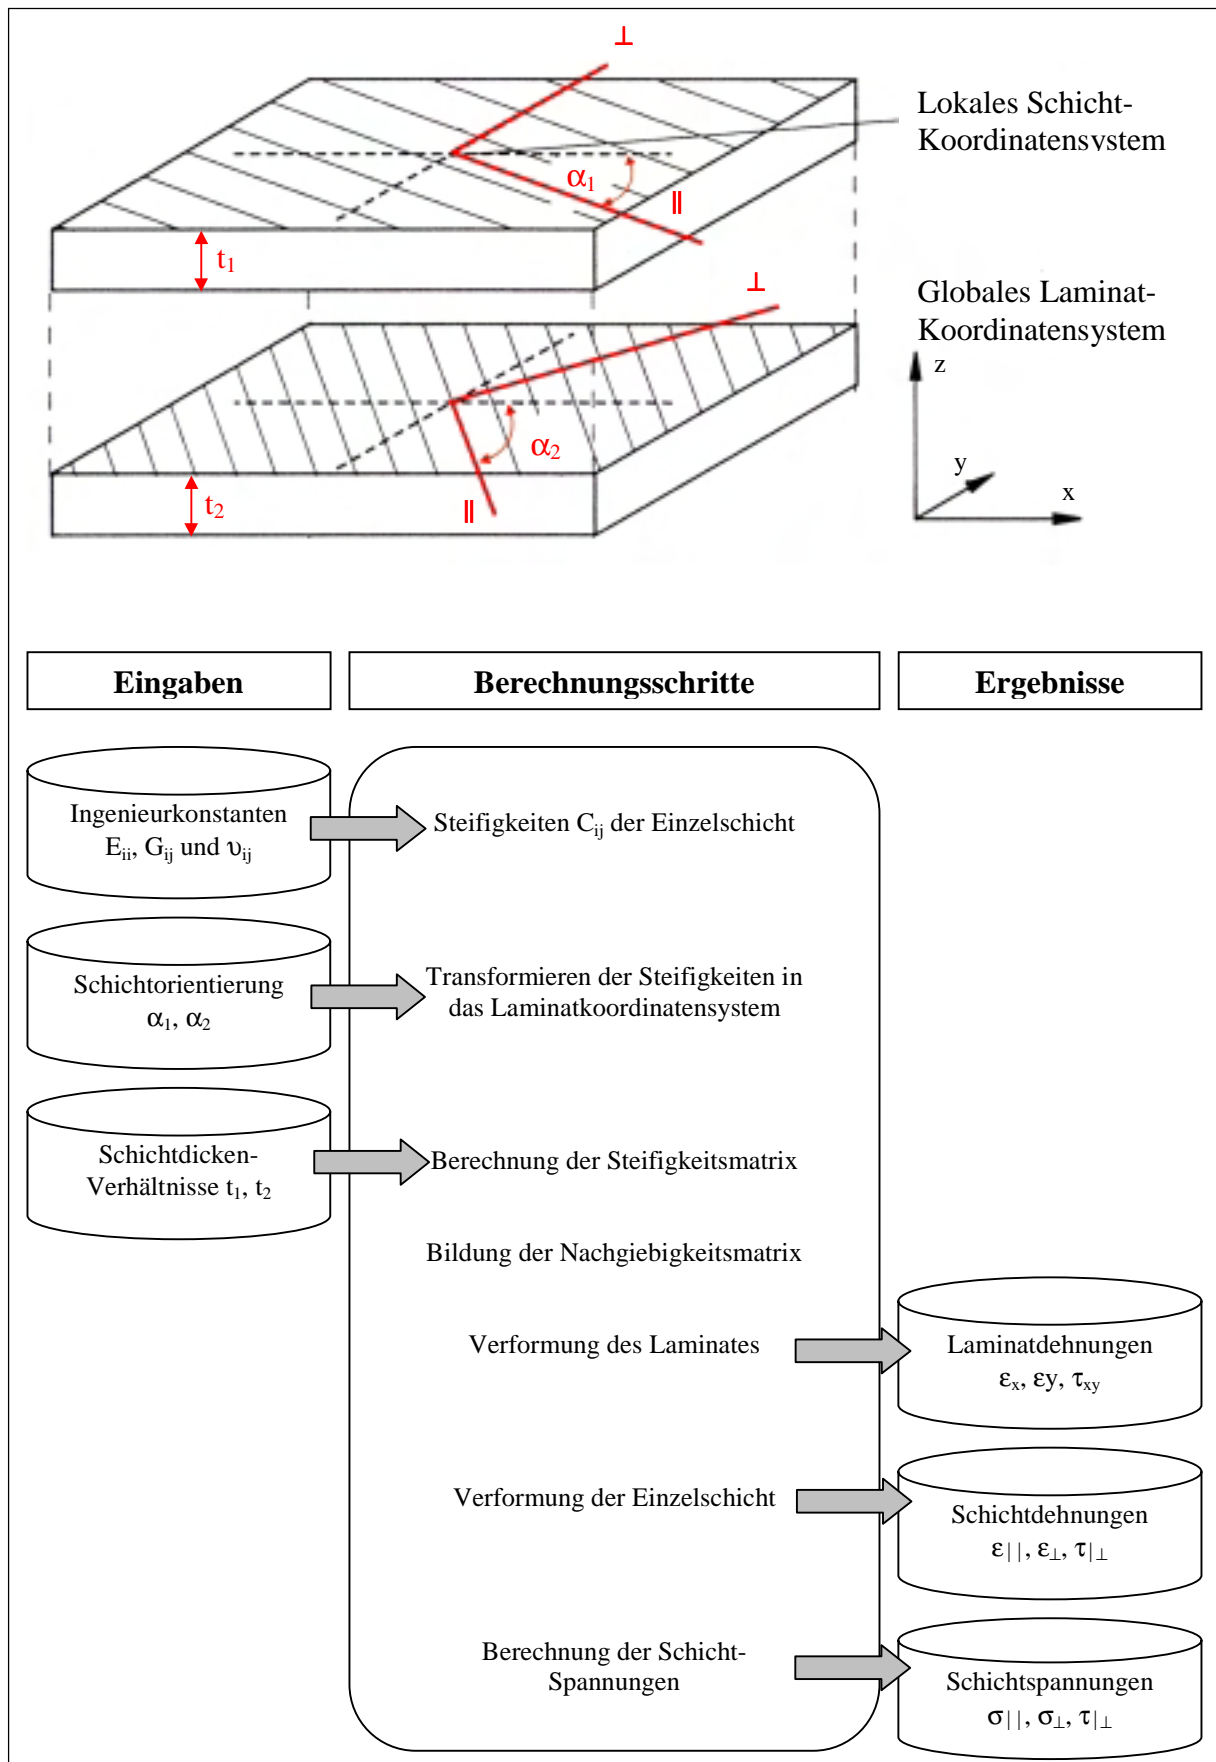 ⊥
Lokales Schicht-
Koordinatensystem
α₁
||
t₁
⊥
Globales Laminat-
Koordinatensystem
z
α₂
y
x
t₂
||
Eingaben
Berechnungsschritte
Ergebnisse
Ingenieurkonstanten
Eᵢᵢ, Gᵢⱼ und υᵢⱼ
Steifigkeiten Cᵢⱼ der Einzelschicht
Schichtorientierung
α₁, α₂
Transformieren der Steifigkeiten in
das Laminatkoordinatensystem
Schichtdicken-
Verhältnisse t₁, t₂
Berechnung der Steifigkeitsmatrix
Bildung der Nachgiebigkeitsmatrix
Verformung des Laminates
Laminatdehnungen
εₓ, εy, τ_xy
Verformung der Einzelschicht
Schichtdehnungen
ε||, ε⊥, τ|⊥
Berechnung der Schicht-
Spannungen
Schichtspannungen
σ||, σ⊥, τ|⊥